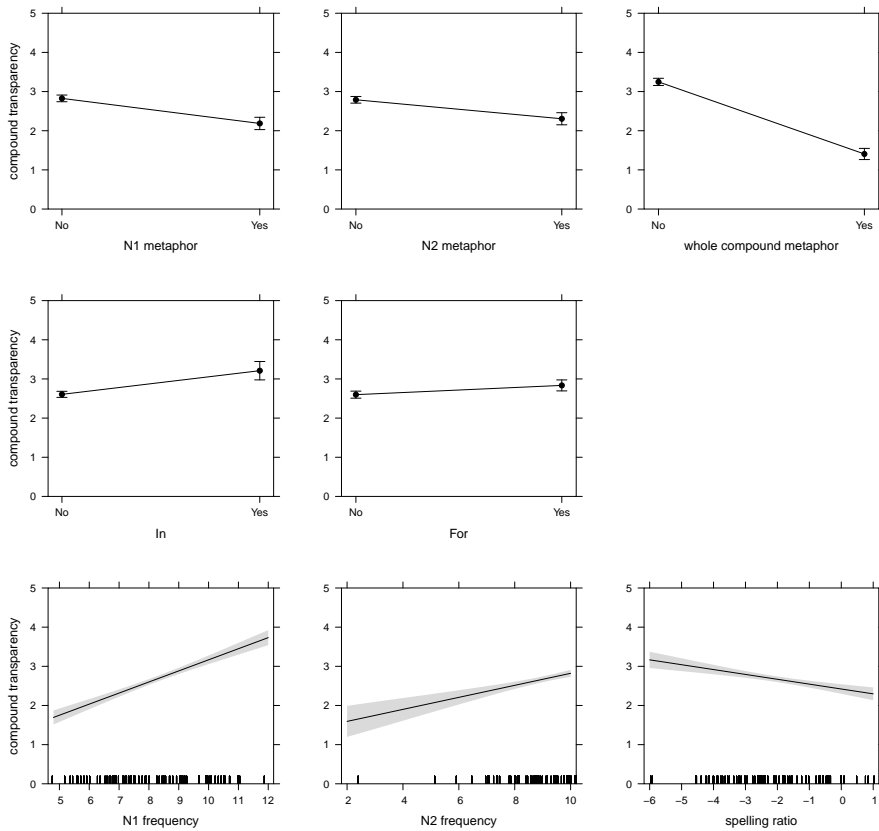 compound transparency
5
4
3
2
1
0
No
Yes
N1 metaphor
5
4
3
2
1
0
No
Yes
N2 metaphor
5
4
3
2
1
0
No
Yes
whole compound metaphor
compound transparency
5
4
3
2
1
0
No
Yes
In
5
4
3
2
1
0
No
Yes
For
compound transparency
5
4
3
2
1
0
5 6 7 8 9 10 11 12
N1 frequency
5
4
3
2
1
0
2 4 6 8 10
N2 frequency
5
4
3
2
1
0
−6 −5 −4 −3 −2 −1 0 1
spelling ratio